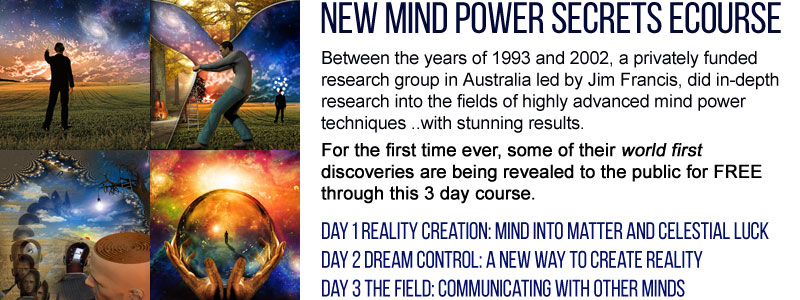 NEW MIND POWER SECRETS ECOURSE
Between the years of 1993 and 2002, a privately funded
research group in Australia led by Jim Francis, did in-depth
research into the fields of highly advanced mind power
techniques ..with stunning results.
For the first time ever, some of their world first
discoveries are being revealed to the public for FREE
through this 3 day course.
DAY 1 REALITY CREATION: MIND INTO MATTER AND CELESTIAL LUCK
DAY 2 DREAM CONTROL: A NEW WAY TO CREATE REALITY
DAY 3 THE FIELD: COMMUNICATING WITH OTHER MINDS